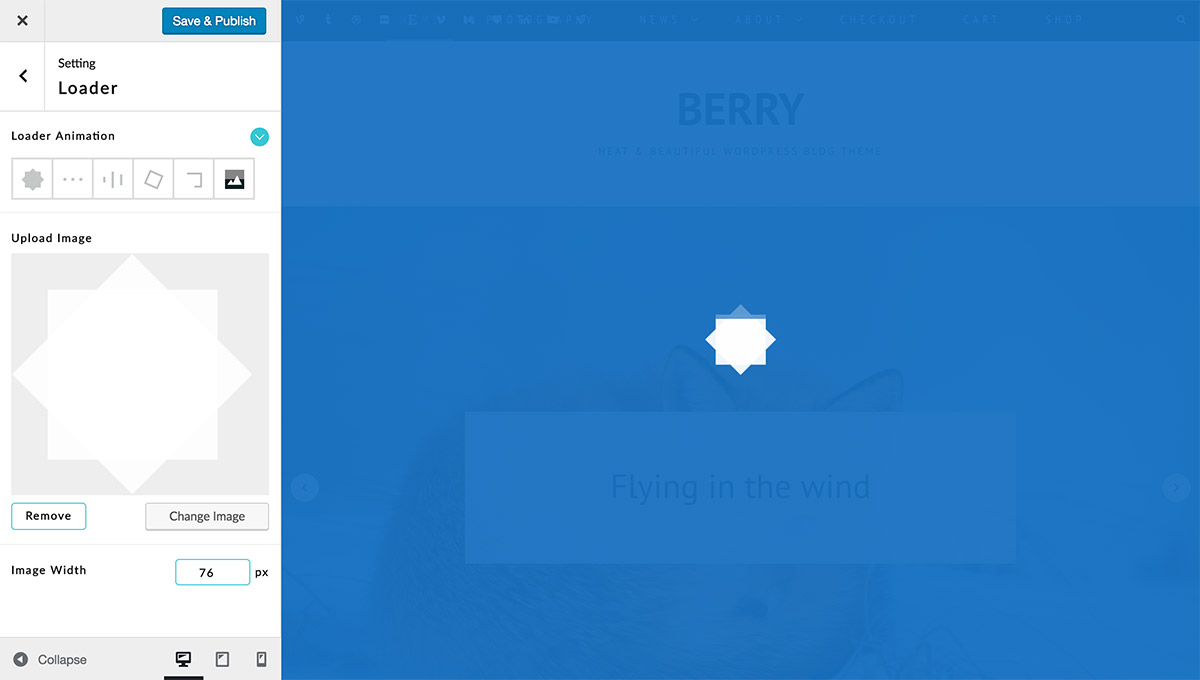 Save & Publish
Setting
Loader
Loader Animation
Upload Image
Remove
Change Image
Image Width
76 px
Collapse
NEWS ABOUT CHECKOUT CART SHOP
BERRY
NEAT & BEAUTIFUL WORDPRESS BLOG THEME
Flying in the wind